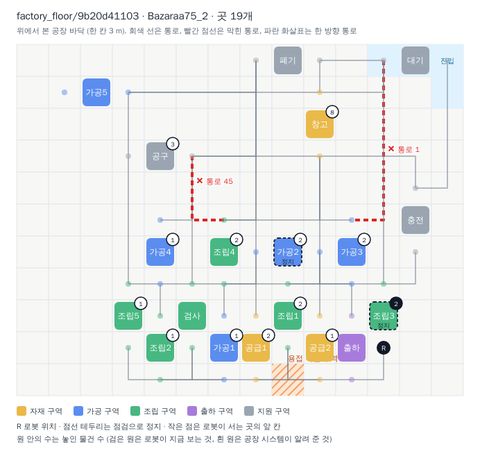 factory_floor/9b20d41103 · Bazaraa75_2 · 곳 19개
위에서 본 공장 바닥 (한 칸 3 m). 회색 선은 통로, 빨간 점선은 막힌 통로, 파란 화살표는 한 방향 통로
폐기
대기
진입
가공5
창고
8
공구
3
통로 1
통로 45
충전
가공4
1
조립4
2
가공2
2
정지
가공3
2
조립5
1
검사
조립1
2
조립3
2
정지
조립2
1
가공1
1
공급1
2
공급2
1
출하
R
용접
자재 구역
가공 구역
조립 구역
출하 구역
지원 구역
R 로봇 위치 · 점선 테두리는 점검으로 정지 · 작은 점은 로봇이 서는 곳의 앞 칸
원 안의 수는 놓인 물건 수 (검은 원은 로봇이 지금 보는 것, 흰 원은 공장 시스템이 알려 준 것)